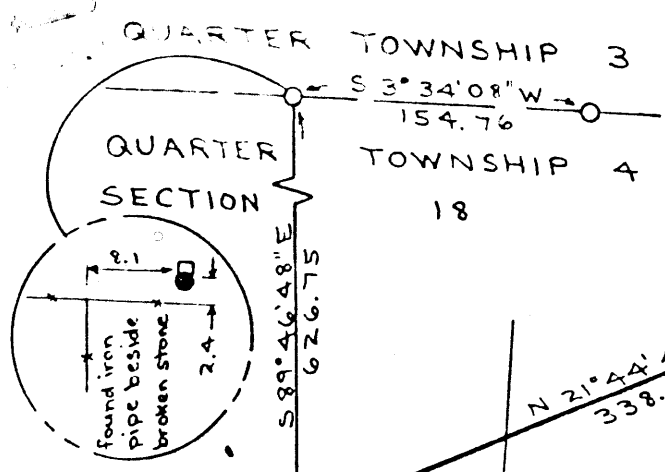 QUARTER TOWNSHIP 3
S 3° 34' 08" W
154.76
QUARTER TOWNSHIP 4
SECTION 18
S 89° 46' 48" E
626.75
8.1
2.4
found iron
pipe beside
broken stone
N 21° 44'
338.